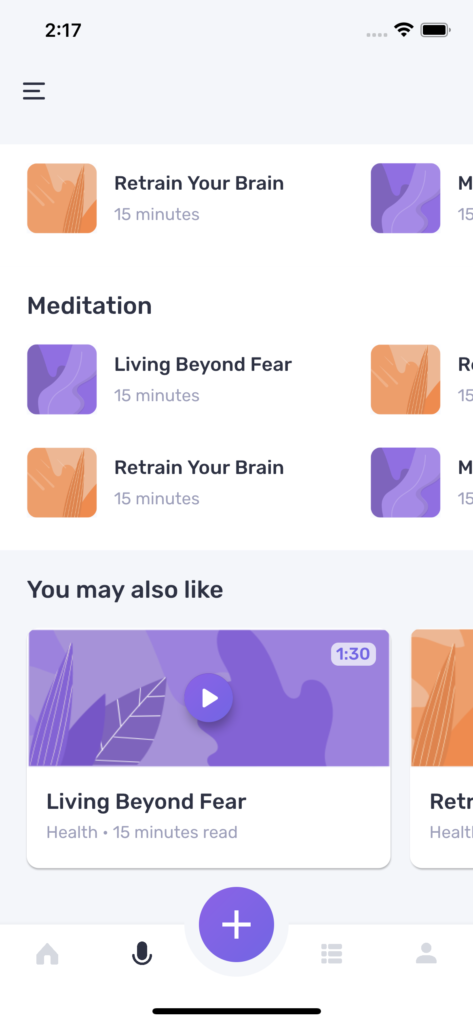 2:17
Retrain Your Brain
15 minutes
M
15
Meditation
Living Beyond Fear
15 minutes
Re
15
Retrain Your Brain
15 minutes
M
15
You may also like
1:30
Living Beyond Fear
Health • 15 minutes read
Retr
Healt